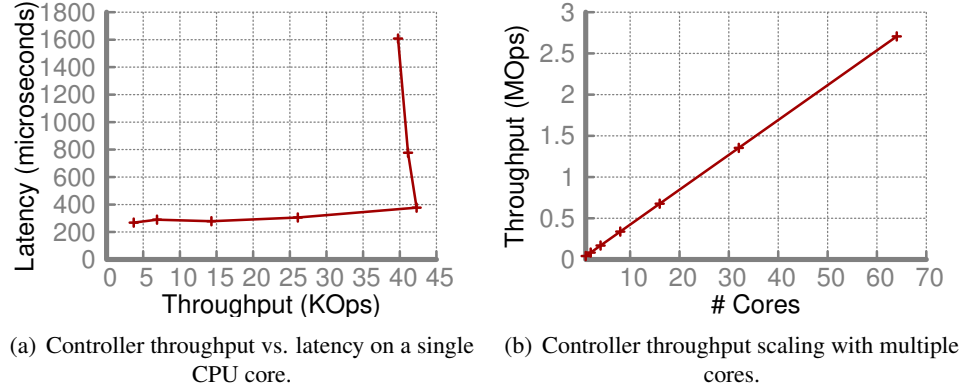 1800
1600
1400
1200
1000
800
600
400
200
0
Latency (microseconds)
0 5 10 15 20 25 30 35 40 45
Throughput (KOps)
(a) Controller throughput vs. latency on a single
CPU core.
3
2.5
2
1.5
1
0.5
0
Throughput (MOps)
10 20 30 40 50 60 70
# Cores
(b) Controller throughput scaling with multiple
cores.